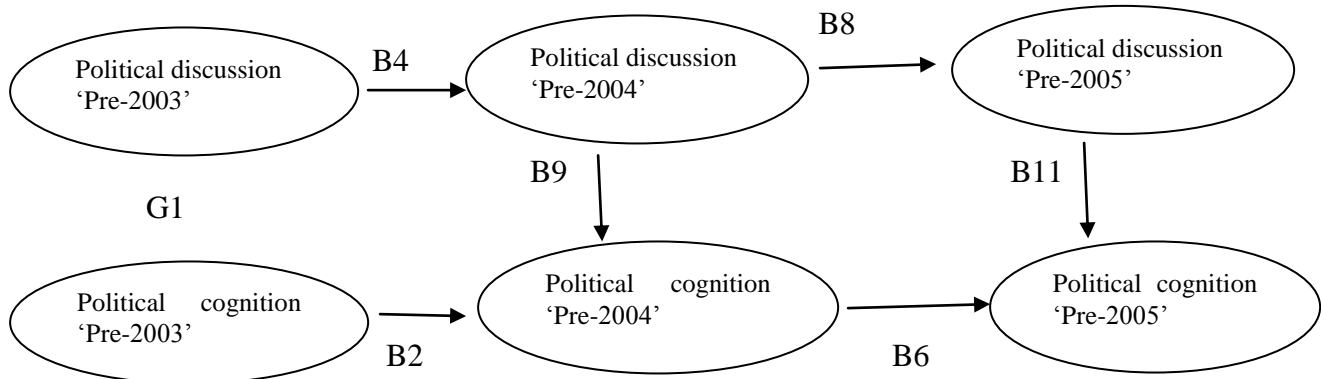 Political discussion
‘Pre-2003’
B4
Political discussion
‘Pre-2004’
B8
Political discussion
‘Pre-2005’
G1
B9
B11
Political cognition
‘Pre-2003’
B2
Political cognition
‘Pre-2004’
B6
Political cognition
‘Pre-2005’